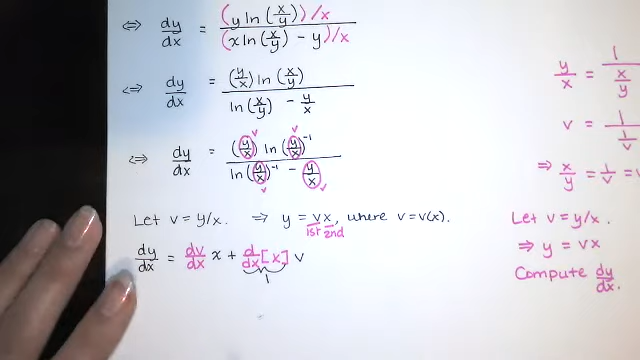 ⇔ dy/dx = (y ln(x/y))/x / (x ln(x/y) - y)/x
⇔ dy/dx = (y/x) ln(x/y) / ln(x/y) - y/x
⇔ dy/dx = (y/x) ln(y/x)⁻¹ / ln(y/x)⁻¹ - y/x
v v v v
Let v = y/x. ⇒ y = vx, where v = v(x).
1st 2nd
dy/dx = dv/dx x + d/dx [x] v
1
y/x = 1 / x/y
v = 1 / 1/v
⇒ x/y = 1/v = v
Let v = y/x.
⇒ y = vx
Compute dy/dx.